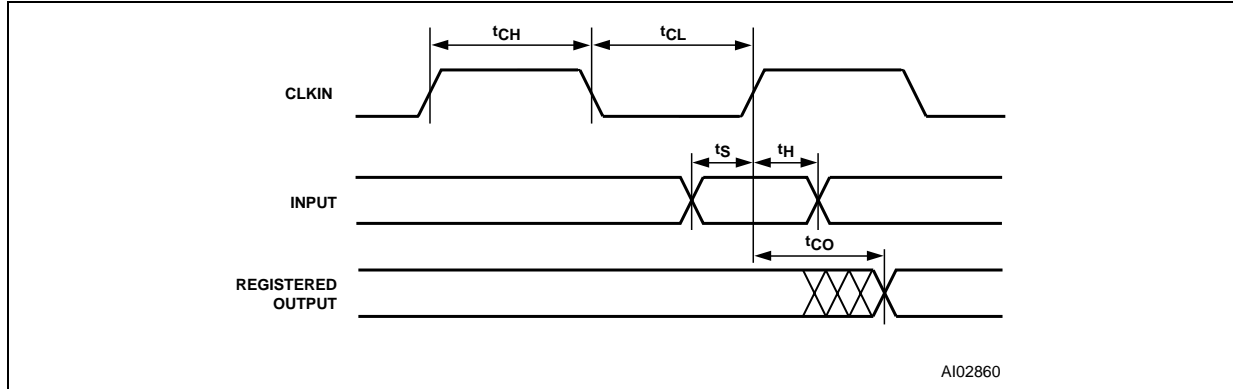 tCH
tCL
CLKIN
tS
tH
INPUT
tCO
REGISTERED
OUTPUT
AI02860